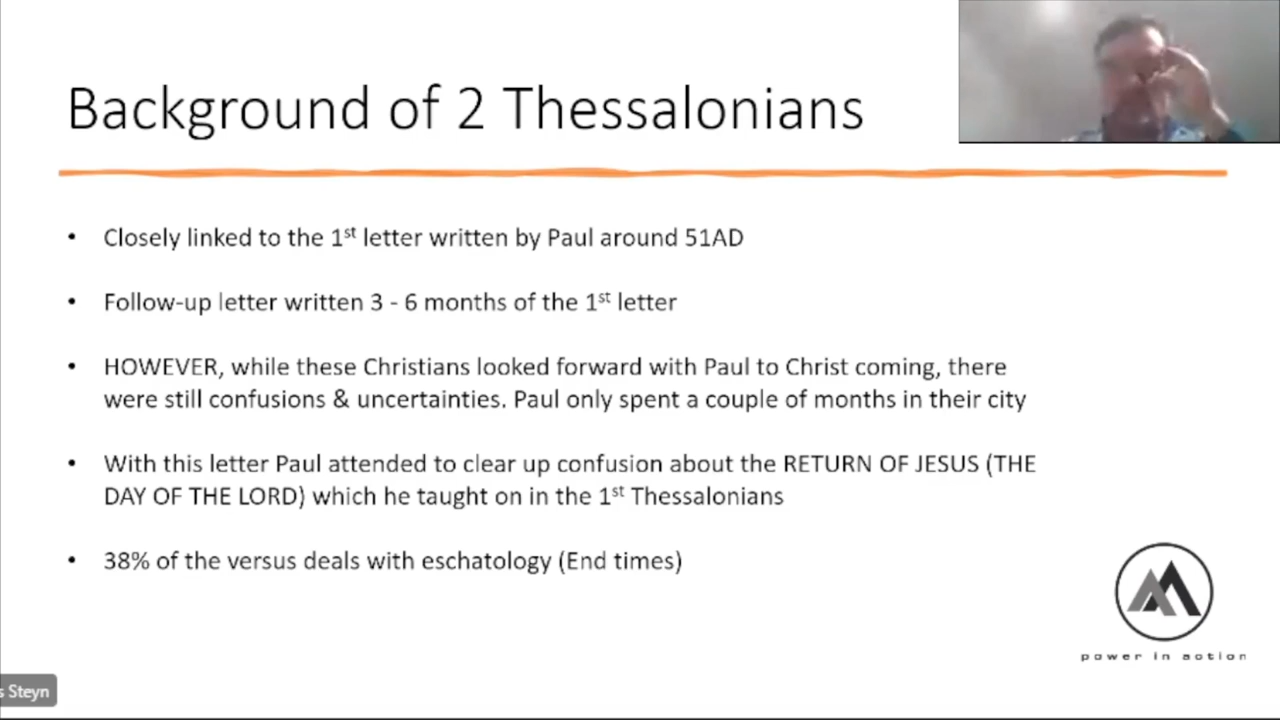 Background of 2 Thessalonians
• Closely linked to the 1st letter written by Paul around 51AD
• Follow-up letter written 3 - 6 months of the 1st letter
• HOWEVER, while these Christians looked forward with Paul to Christ coming, there
were still confusions & uncertainties. Paul only spent a couple of months in their city
• With this letter Paul attended to clear up confusion about the RETURN OF JESUS (THE
DAY OF THE LORD) which he taught on in the 1st Thessalonians
• 38% of the versus deals with eschatology (End times)
power in action
s Steyn